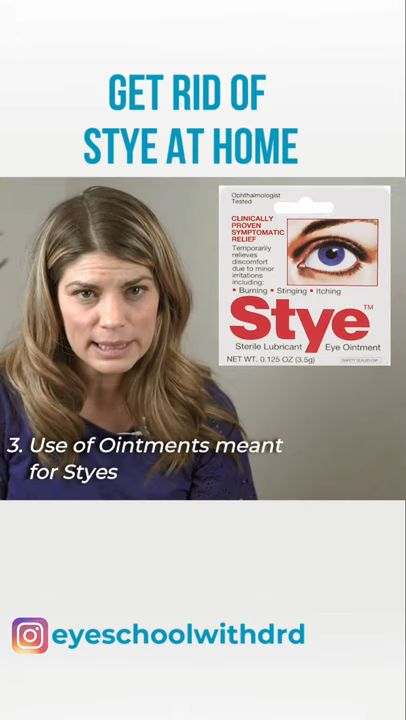 GET RID OF
STYE AT HOME
Ophthalmologist
Tested
CLINICALLY
PROVEN
SYMPTOMATIC
RELIEF
Temporarily
relieves
discomfort
due to minor
irritations
including:
• Burning • Stinging • Itching
Stye™
Sterile Lubricant Eye Ointment
NET WT. 0.125 OZ (3.5g)
3. Use of Ointments meant
for Styes
eyeschoolwithdrd